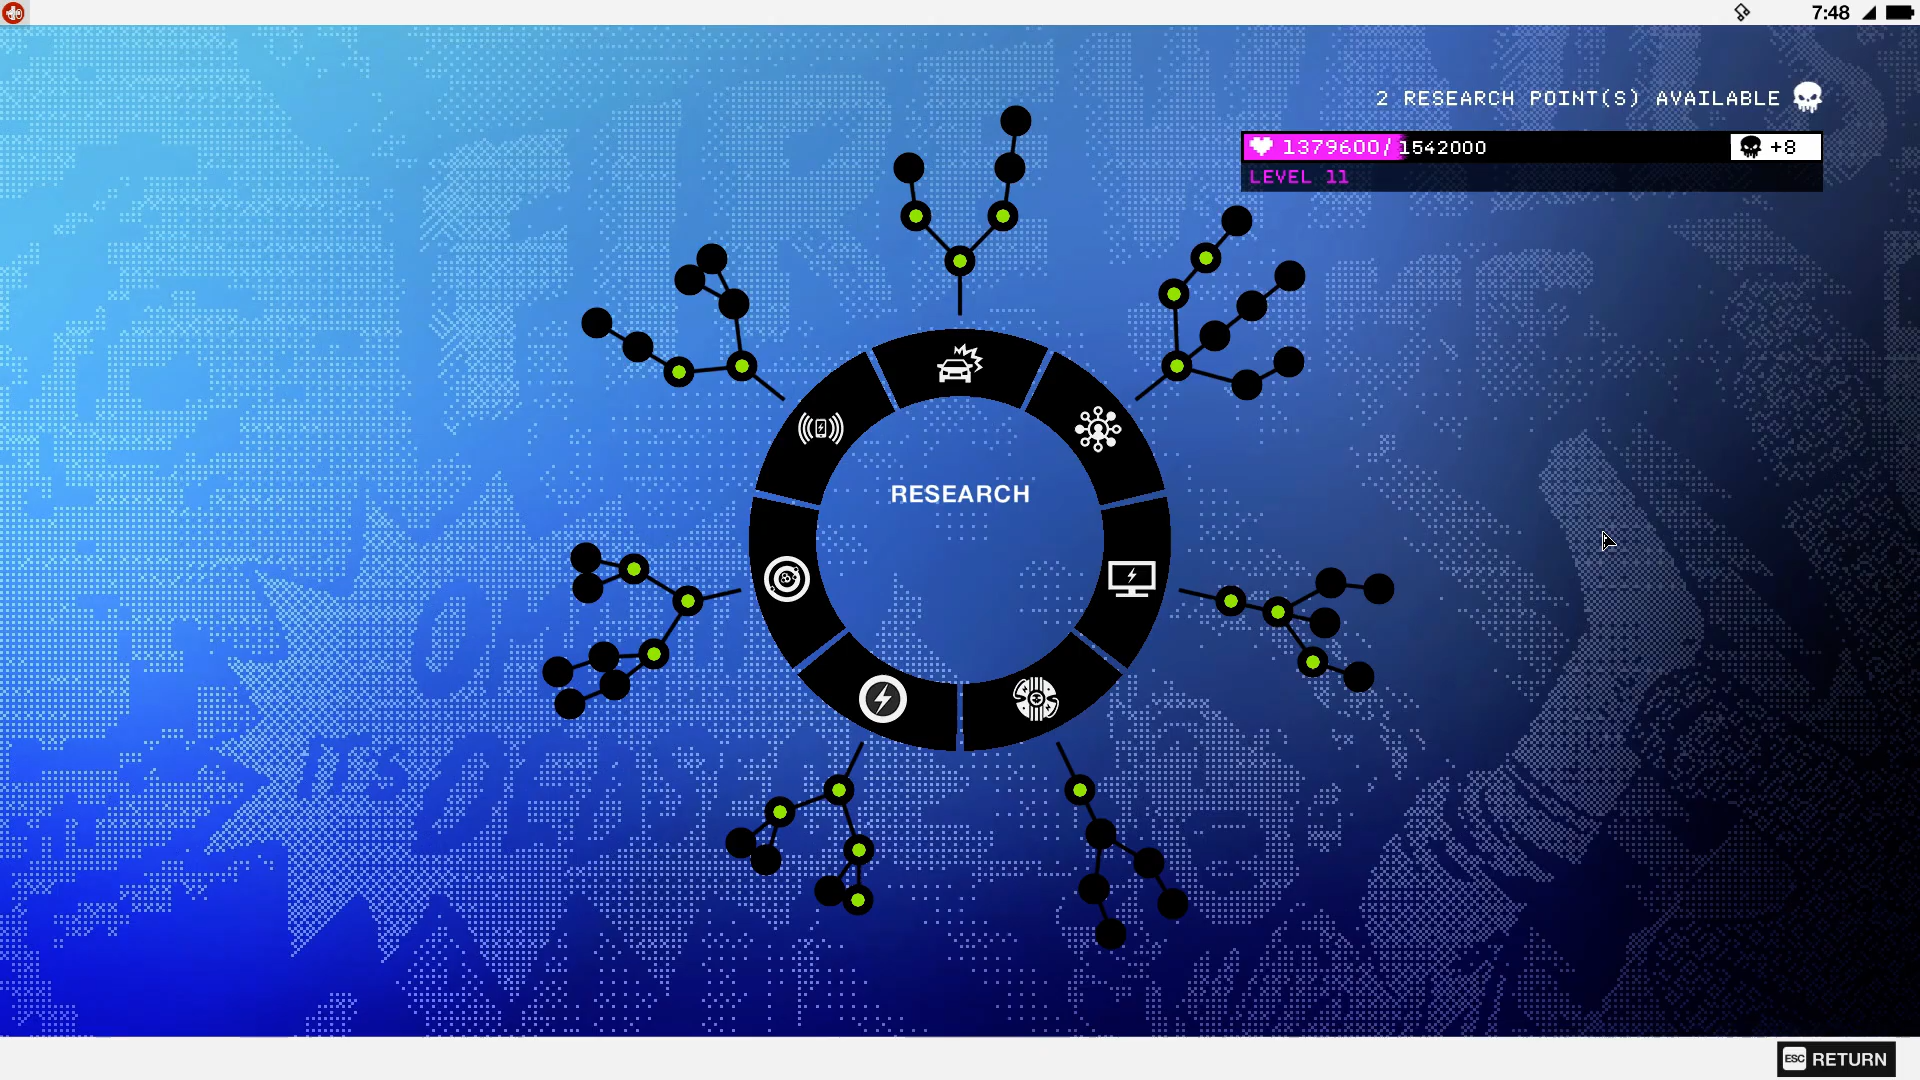 7:48
2 RESEARCH POINT(S) AVAILABLE
1379600/1542000
+8
LEVEL 11
RESEARCH
ESC RETURN